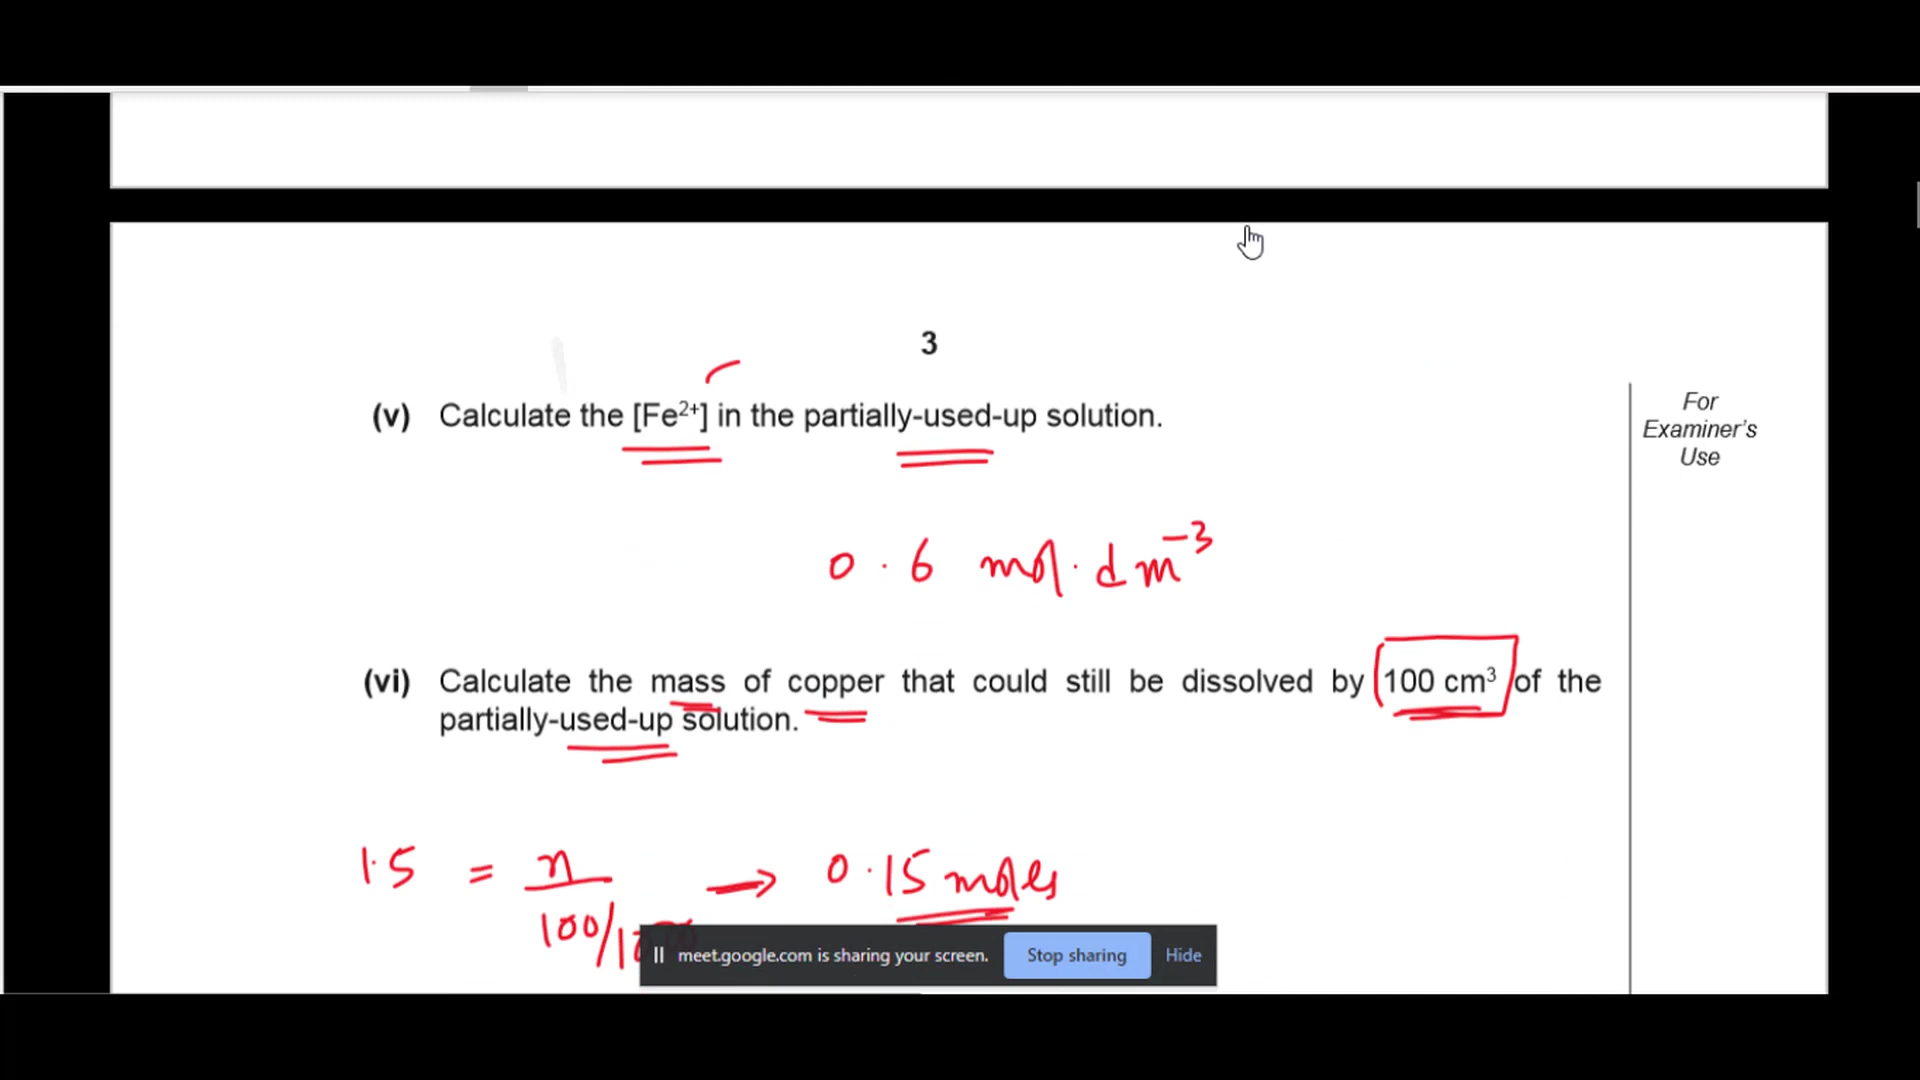 3
For
Examiner's
Use
(v) Calculate the [Fe²⁺] in the partially-used-up solution.
0.6 mol.dm⁻³
(vi) Calculate the mass of copper that could still be dissolved by 100 cm³ of the
partially-used-up solution.
1.5 = n → 0.15 moles
100/
meet.google.com is sharing your screen. Stop sharing Hide